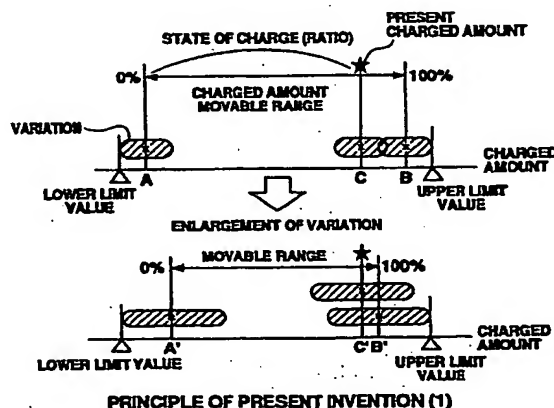 PRESENT
CHARGED AMOUNT
STATE OF CHARGE (RATIO)
0%
100%
CHARGED AMOUNT
MOVABLE RANGE
VARIATION
CHARGED
AMOUNT
A
C
B
LOWER LIMIT
VALUE
UPPER LIMIT
VALUE
ENLARGEMENT OF VARIATION
MOVABLE RANGE
0%
100%
CHARGED
AMOUNT
LOWER LIMIT VALUE
A'
C'B'
UPPER LIMIT
VALUE
PRINCIPLE OF PRESENT INVENTION (1)